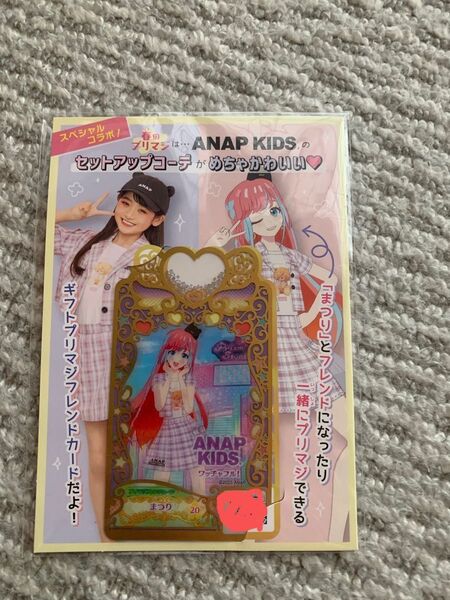 スペシャル
コラボ！
春の
プリマジは…ANAP KIDSの
セットアップコーデがめちゃかわいい♥
ANAP
「まつり」とフレンドになったり
一緒にプリマジできる
ギフトプリマジフレンドカードだよ！
ANAP
KIDS
ワッチャフル！
ANAP
まつり
20